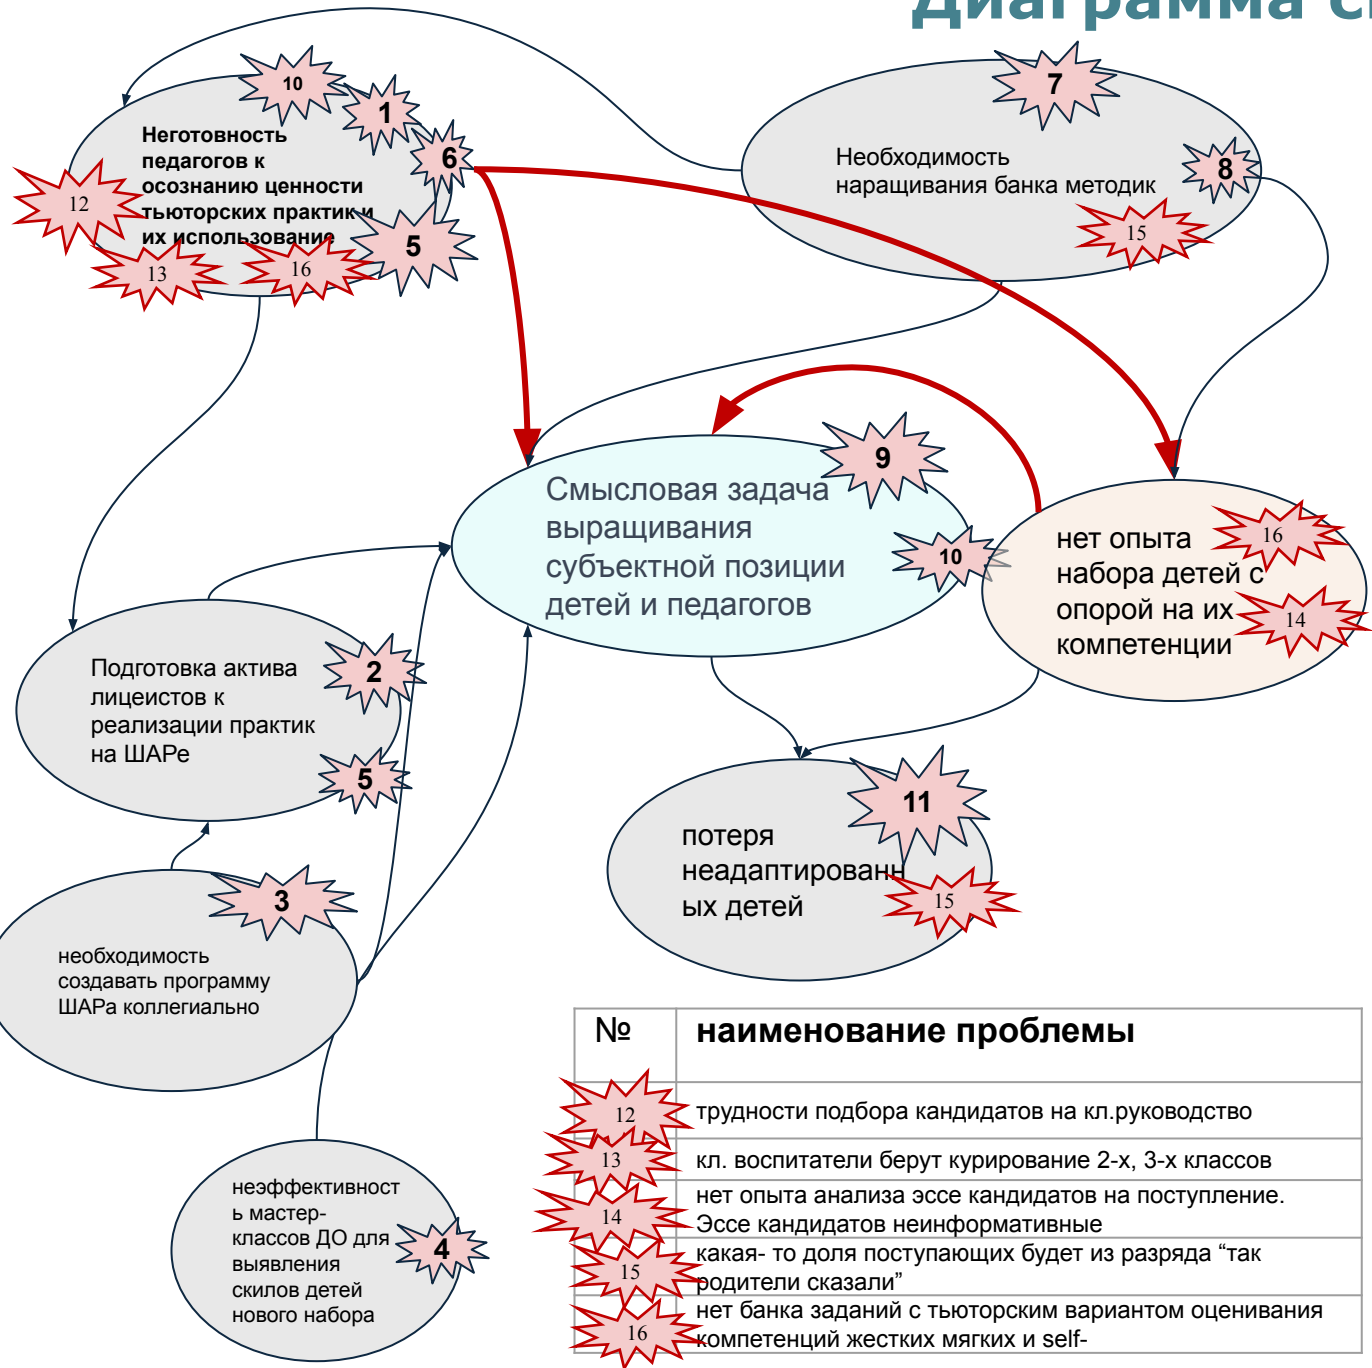 Диаграмма с
10
1
Неготовность
педагогов к
осознанию ценности
тьюторских практик и
их использование
6
12
5
13
16
7
Необходимость
наращивания банка методик
8
15
9
Смысловая задача
выращивания
субъектной позиции
детей и педагогов
10
нет опыта
набора детей с
опорой на их
компетенции
16
14
Подготовка актива
лицеистов к
реализации практик
на ШАРе
2
5
11
потеря
неадаптированн
ых детей
15
3
необходимость
создавать программу
ШАРа коллегиально
неэффективност
ь мастер-
классов ДО для
выявления
скилов детей
нового набора
4
№ наименование проблемы
12 трудности подбора кандидатов на кл.руководство
13 кл. воспитатели берут курирование 2-х, 3-х классов
14 нет опыта анализа эссе кандидатов на поступление.
Эссе кандидатов неинформативные
15 какая- то доля поступающих будет из разряда “так
родители сказали”
16 нет банка заданий с тьюторским вариантом оценивания
компетенций жестких мягких и self-